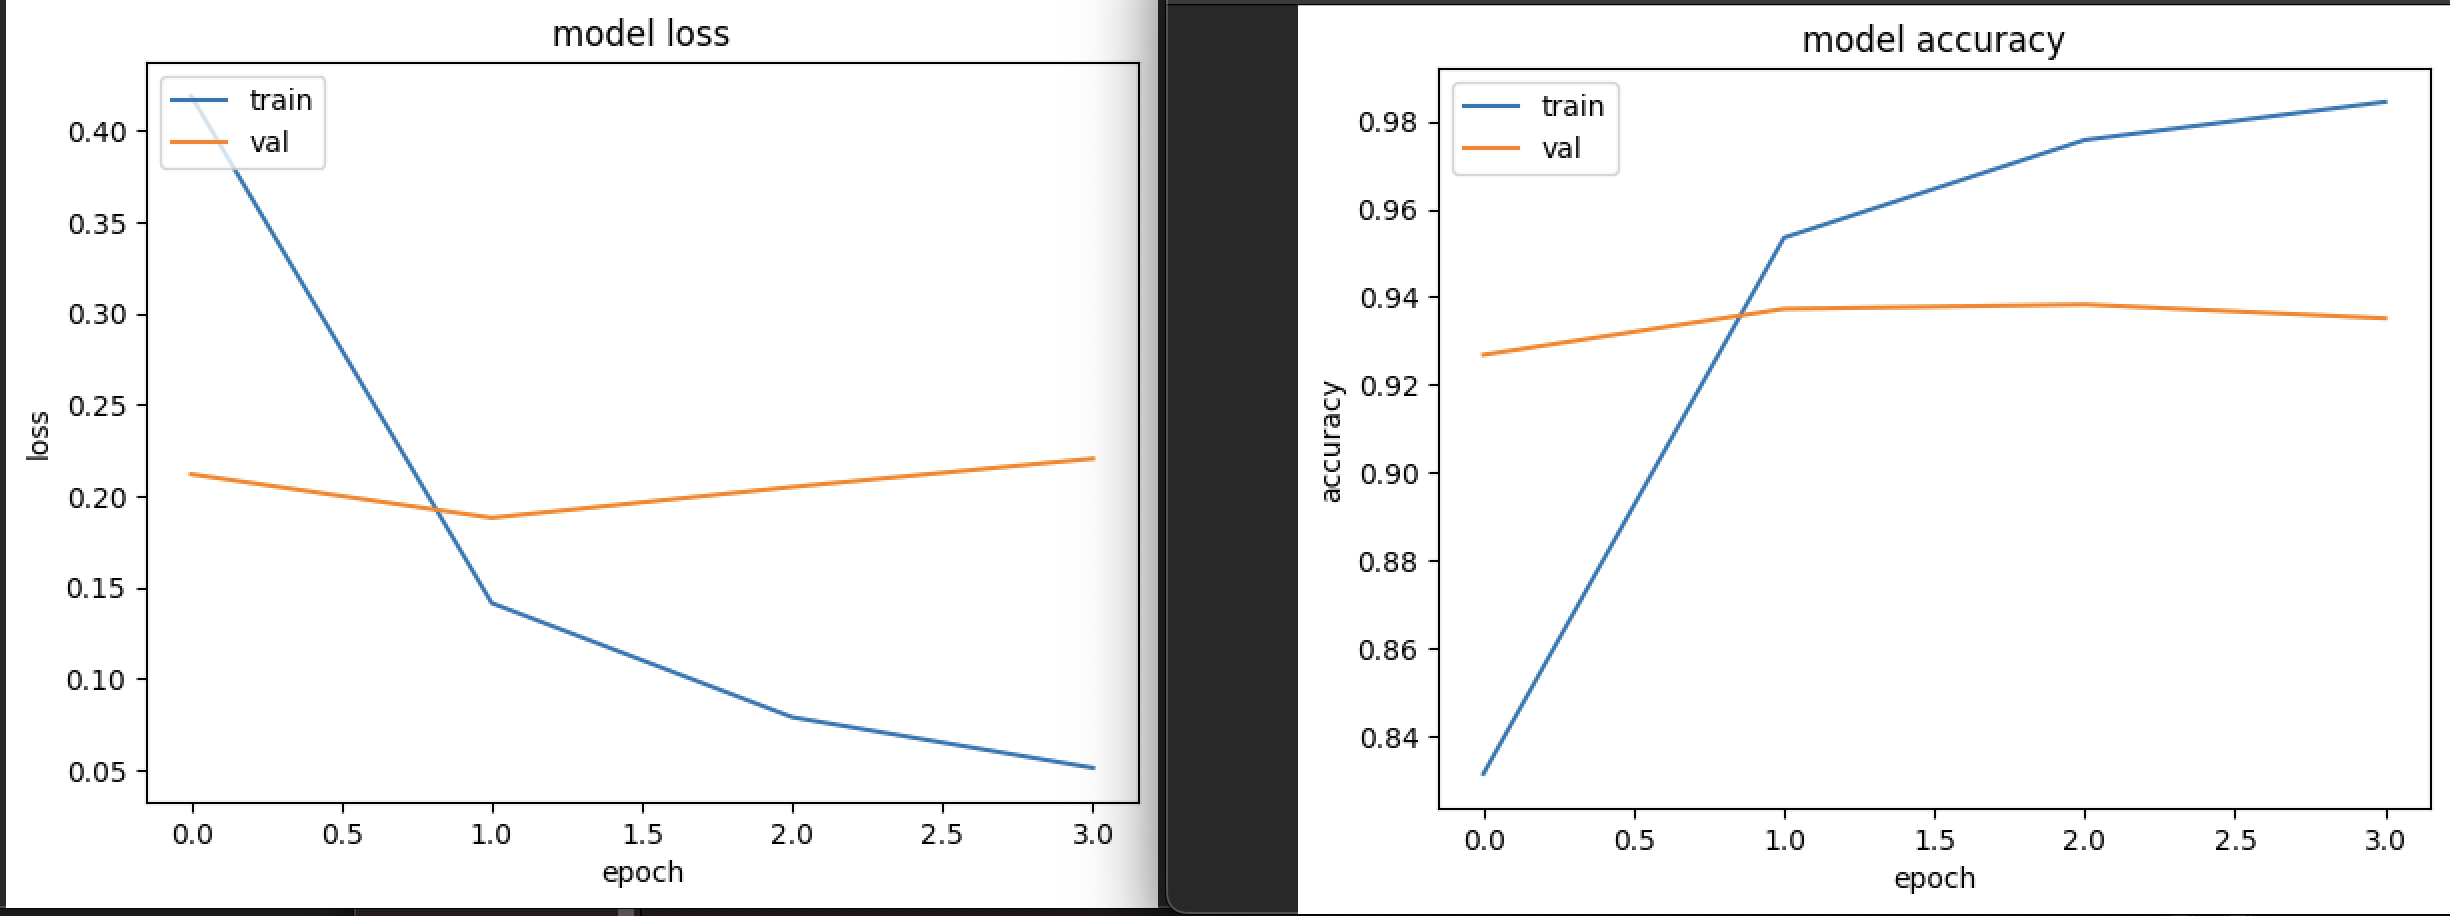 model loss
train
val
0.40
0.35
0.30
0.25
0.20
0.15
0.10
0.05
loss
0.0 0.5 1.0 1.5 2.0 2.5 3.0
epoch
model accuracy
train
val
0.98
0.96
0.94
0.92
0.90
0.88
0.86
0.84
accuracy
0.0 0.5 1.0 1.5 2.0 2.5 3.0
epoch